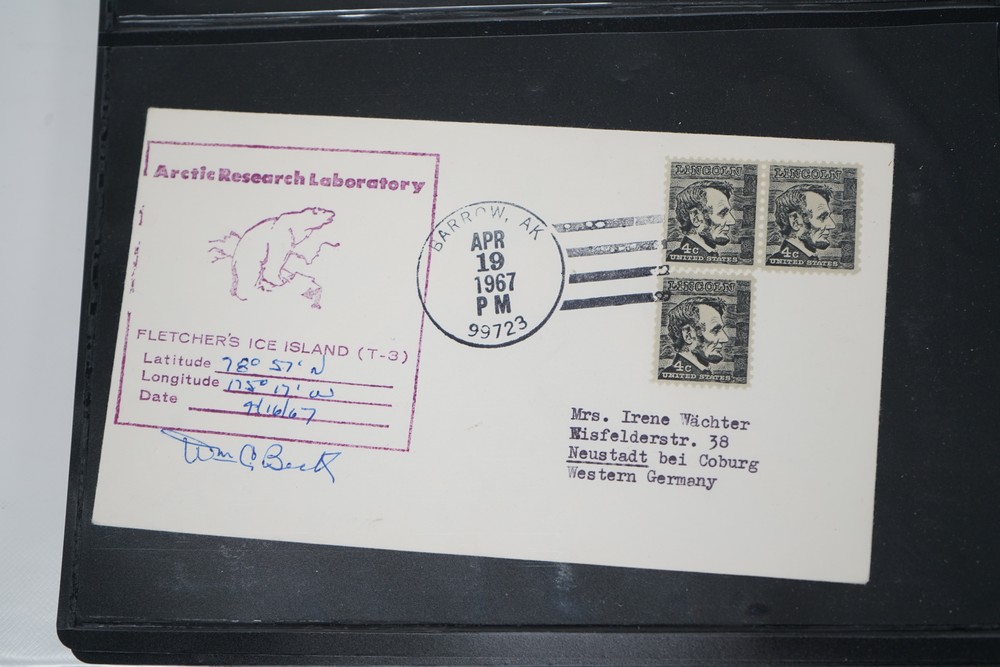 Arctic Research Laboratory
FLETCHER'S ICE ISLAND (T-3)
Latitude 78° 57' N
Longitude 175° 17' W
Date 4/16/67
Wm C Beck
BARROW, AK
APR
19
1967
PM
99723
LINCOLN
4c
UNITED STATES
LINCOLN
4c
UNITED STATES
LINCOLN
4c
UNITED STATES
Mrs. Irene Wächter
Eisfelderstr. 38
Neustadt bei Coburg
Western Germany